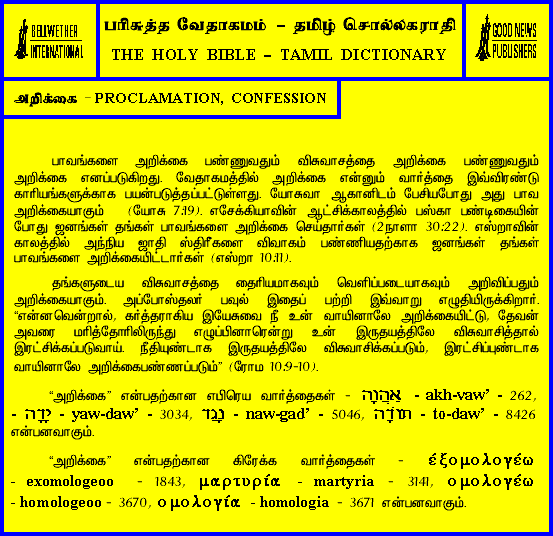 BELLWETHER
INTERNATIONAL
பரிசுத்த வேதாகமம் – தமிழ் சொல்லகராதி
THE HOLY BIBLE – TAMIL DICTIONARY
GOOD NEWS
PUBLISHERS
அறிக்கை - PROCLAMATION, CONFESSION
பாவங்களை அறிக்கை பண்ணுவதும் விசுவாசத்தை அறிக்கை பண்ணுவதும்
அறிக்கை எனப்படுகிறது. வேதாகமத்தில் அறிக்கை என்னும் வார்த்தை இவ்விரண்டு
காரியங்களுக்காக பயன்படுத்தப்பட்டுள்ளது. யோசுவா ஆகானிடம் பேசியபோது அது பாவ
அறிக்கையாகும் (யோசு 7:19). எசேக்கியாவின் ஆட்சிக்காலத்தில் பஸ்கா பண்டிகையின்
போது ஜனங்கள் தங்கள் பாவங்களை அறிக்கை செய்தார்கள் (2நாளா 30:22). எஸ்றாவின்
காலத்தில் அந்நிய ஜாதி ஸ்திரீகளை விவாகம் பண்ணியதற்காக ஜனங்கள் தங்கள்
பாவங்களை அறிக்கையிட்டார்கள் (எஸ்றா 10:11).
தங்களுடைய விசுவாசத்தை தைரியமாகவும் வெளிப்படையாகவும் அறிவிப்பதும்
அறிக்கையாகும். அப்போஸ்தலர் பவுல் இதைப் பற்றி இவ்வாறு எழுதியிருக்கிறார்.
“என்னவென்றால், கர்த்தராகிய இயேசுவை நீ உன் வாயினாலே அறிக்கையிட்டு, தேவன்
அவரை மரித்தோரிலிருந்து எழுப்பினாரென்று உன் இருதயத்திலே விசுவாசித்தால்
இரட்சிக்கப்படுவாய். நீதியுண்டாக இருதயத்திலே விசுவாசிக்கப்படும், இரட்சிப்புண்டாக
வாயினாலே அறிக்கைபண்ணப்படும்” (ரோம 10:9-10).
“அறிக்கை” என்பதற்கான எபிரெய வார்த்தைகள் - אַהֲוָה - akh-vaw’ - 262,
- יָדָה - yaw-daw’ - 3034, נָגַד - naw-gad’ - 5046, תּוֹדָה - to-daw’ - 8426
என்பனவாகும்.
“அறிக்கை” என்பதற்கான கிரேக்க வார்த்தைகள் - ἐξομολογέω
- exomologeoo - 1843, μαρτυρία - martyria - 3141, ομολογέω
- homologeoo - 3670, ομολογία - homologia - 3671 என்பனவாகும்.